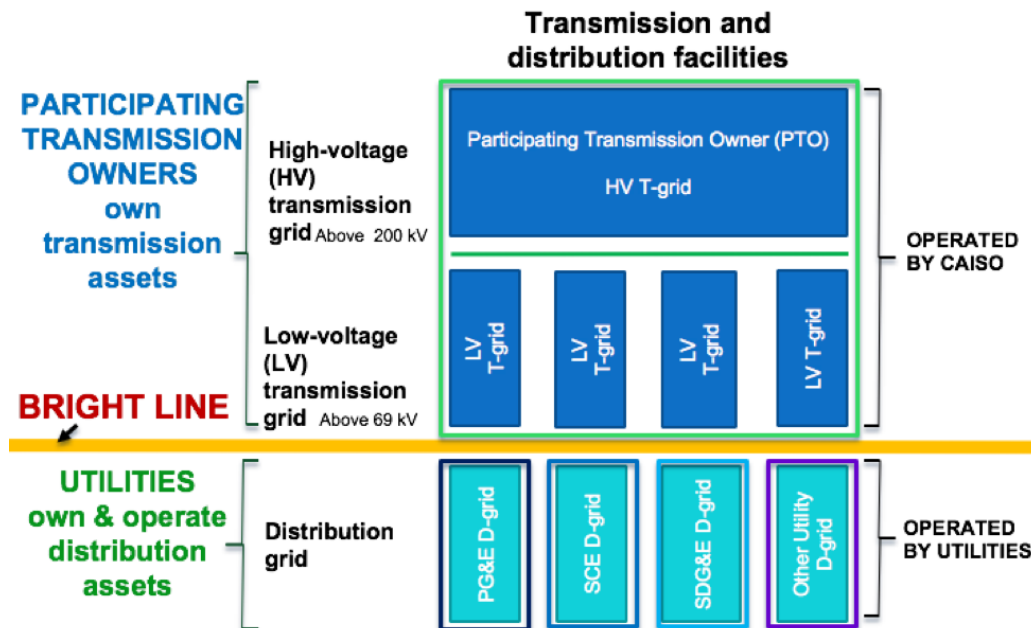 Transmission and
distribution facilities
PARTICIPATING
TRANSMISSION
OWNERS
own
transmission
assets
High-voltage
(HV)
transmission
grid Above 200 kV
Participating Transmission Owner (PTO)
HV T-grid
OPERATED
BY CAISO
Low-voltage
(LV)
transmission
grid Above 69 kV
LV
T-grid
LV
T-grid
LV
T-grid
LV T-grid
BRIGHT LINE
UTILITIES
own & operate
distribution
assets
Distribution
grid
PG&E D-grid
SCE D-grid
SDG&E D-grid
Other Utility
D-grid
OPERATED
BY UTILITIES